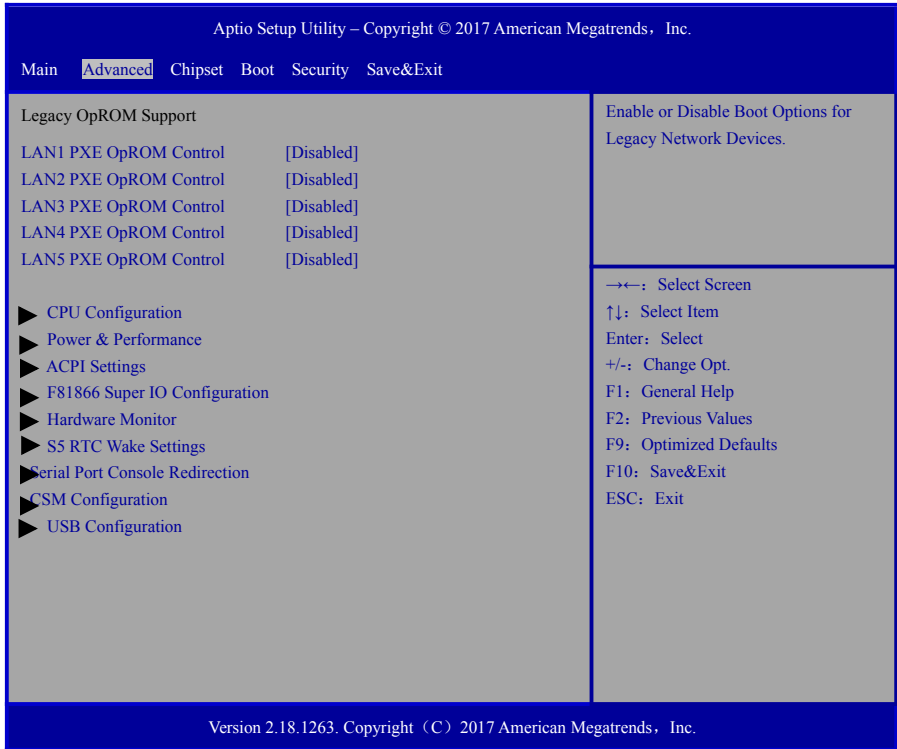 Aptio Setup Utility – Copyright © 2017 American Megatrends，Inc.
Main Advanced Chipset Boot Security Save&Exit
Legacy OpROM Support
LAN1 PXE OpROM Control [Disabled]
LAN2 PXE OpROM Control [Disabled]
LAN3 PXE OpROM Control [Disabled]
LAN4 PXE OpROM Control [Disabled]
LAN5 PXE OpROM Control [Disabled]
CPU Configuration
Power & Performance
ACPI Settings
F81866 Super IO Configuration
Hardware Monitor
S5 RTC Wake Settings
Serial Port Console Redirection
CSM Configuration
USB Configuration
Enable or Disable Boot Options for
Legacy Network Devices.
→←：Select Screen
↑↓：Select Item
Enter：Select
+/-：Change Opt.
F1：General Help
F2：Previous Values
F9：Optimized Defaults
F10：Save&Exit
ESC：Exit
Version 2.18.1263. Copyright（C）2017 American Megatrends，Inc.